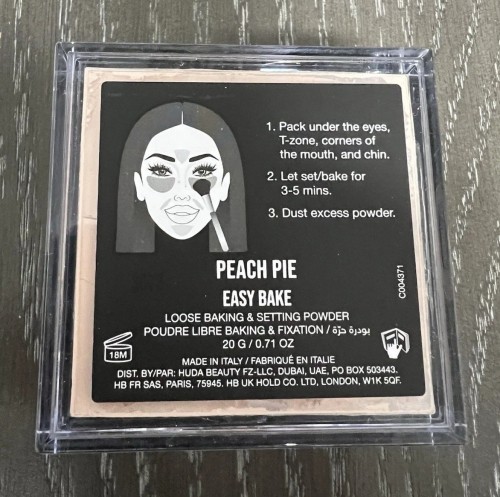 1. Pack under the eyes,
T-zone, corners of
the mouth, and chin.
2. Let set/bake for
3-5 mins.
3. Dust excess powder.
PEACH PIE
EASY BAKE
LOOSE BAKING & SETTING POWDER
POUDRE LIBRE BAKING & FIXATION / بودرة حرّة
20 G / 0.71 OZ
18M
MADE IN ITALY / FABRIQUÉ EN ITALIE
DIST. BY/PAR: HUDA BEAUTY FZ-LLC, DUBAI, UAE, PO BOX 503443.
HB FR SAS, PARIS, 75945. HB UK HOLD CO. LTD, LONDON, W1K 5QF.
C004371